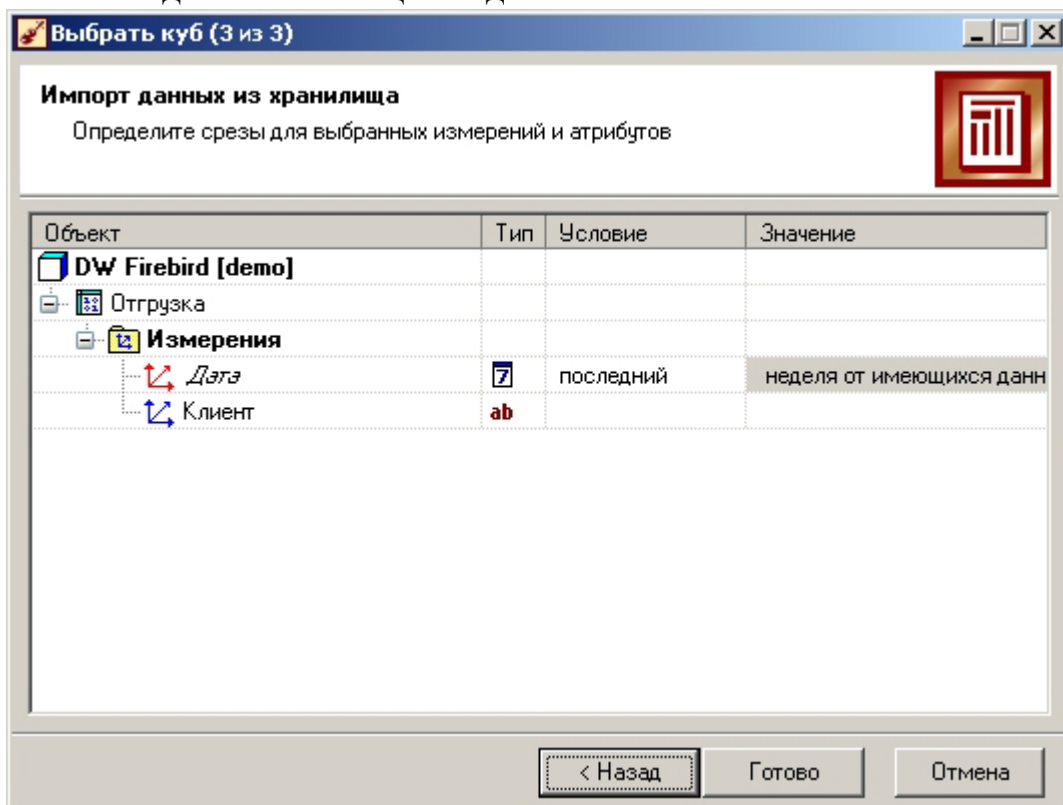 Выбрать куб (3 из 3)
Импорт данных из хранилища
Определите срезы для выбранных измерений и атрибутов
Объект Тип Условие Значение
DW Firebird [demo]
Отгрузка
Измерения
Дата 7 последний неделя от имеющихся данн
Клиент ab
< Назад Готово Отмена